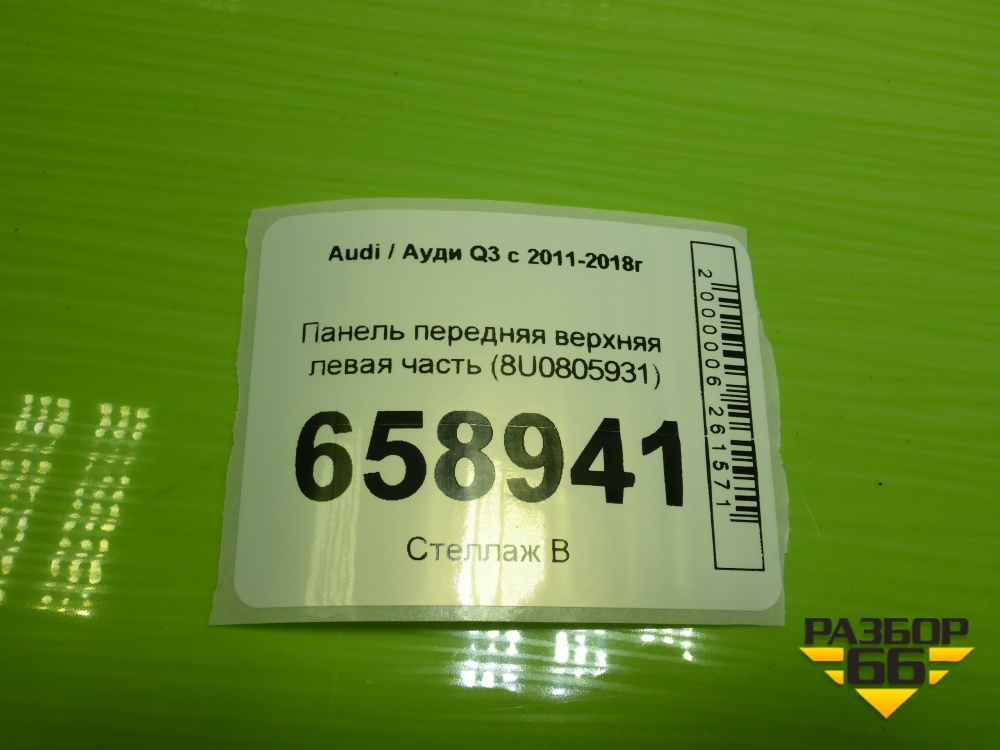 Audi / Ауди Q3 с 2011-2018г
Панель передняя верхняя
левая часть (8U0805931)
658941
Стеллаж В
2000006261571
РАЗБОР
66